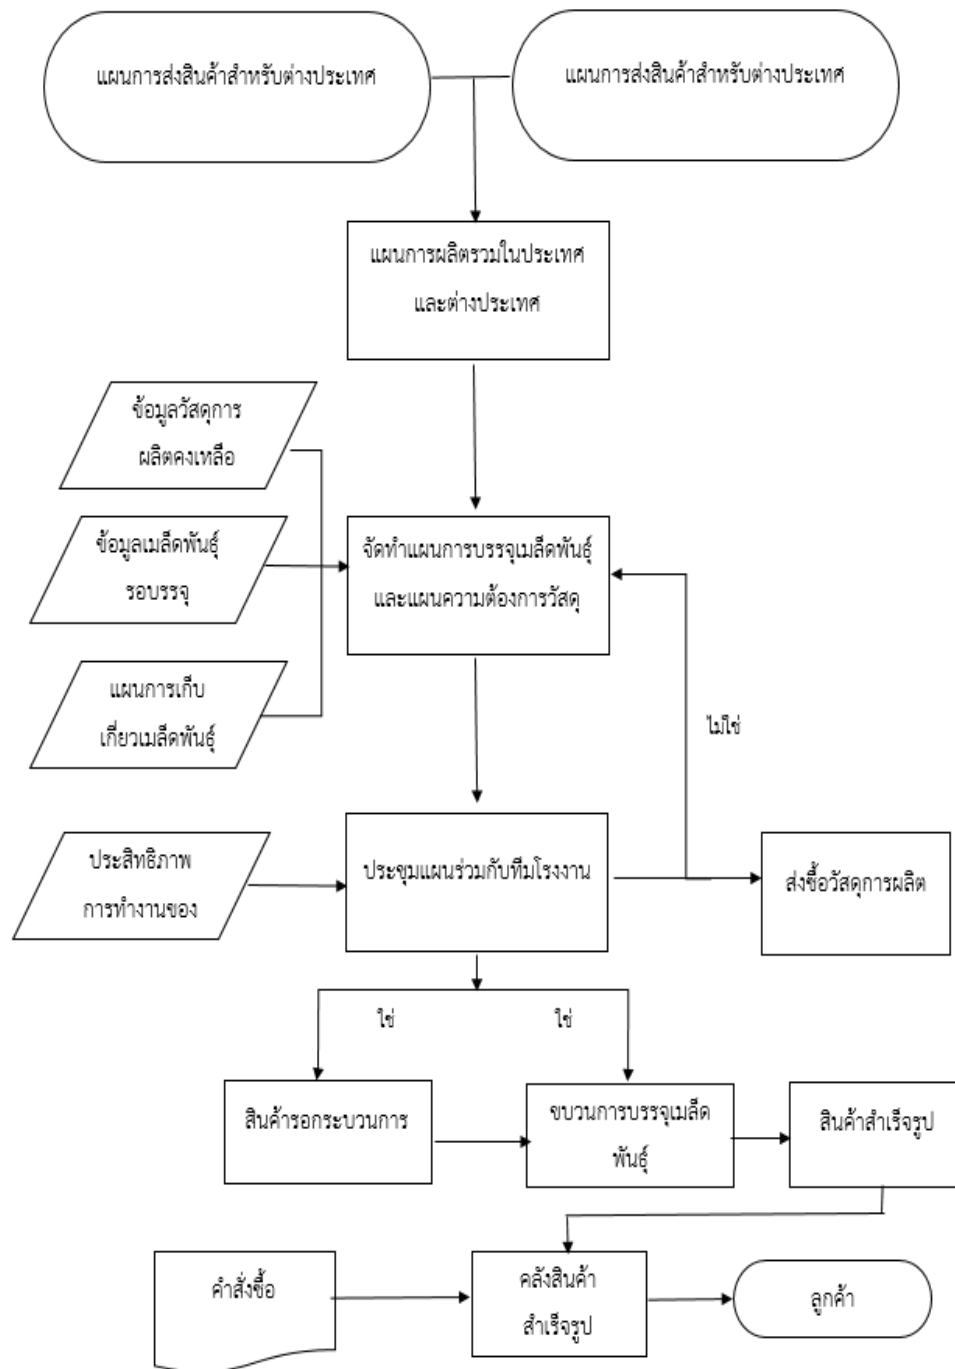 แผนการส่งสินค้าสำหรับต่างประเทศ
แผนการส่งสินค้าสำหรับต่างประเทศ
แผนการผลิตรวมในประเทศ
และต่างประเทศ
ข้อมูลวัสดุการ
ผลิตคงเหลือ
ข้อมูลเมล็ดพันธุ์
รอบรรจุ
จัดทำแผนการบรรจุเมล็ดพันธุ์
และแผนความต้องการวัสดุ
แผนการเก็บ
เกี่ยวเมล็ดพันธุ์
ไม่ใช่
ประสิทธิภาพ
การทำงานของ
ประชุมแผนร่วมกับทีมโรงงาน
ส่งซื้อวัสดุการผลิต
ใช่
ใช่
สินค้ารอกระบวนการ
ขบวนการบรรจุเมล็ด
พันธุ์
สินค้าสำเร็จรูป
คำสั่งซื้อ
คลังสินค้า
สำเร็จรูป
ลูกค้า